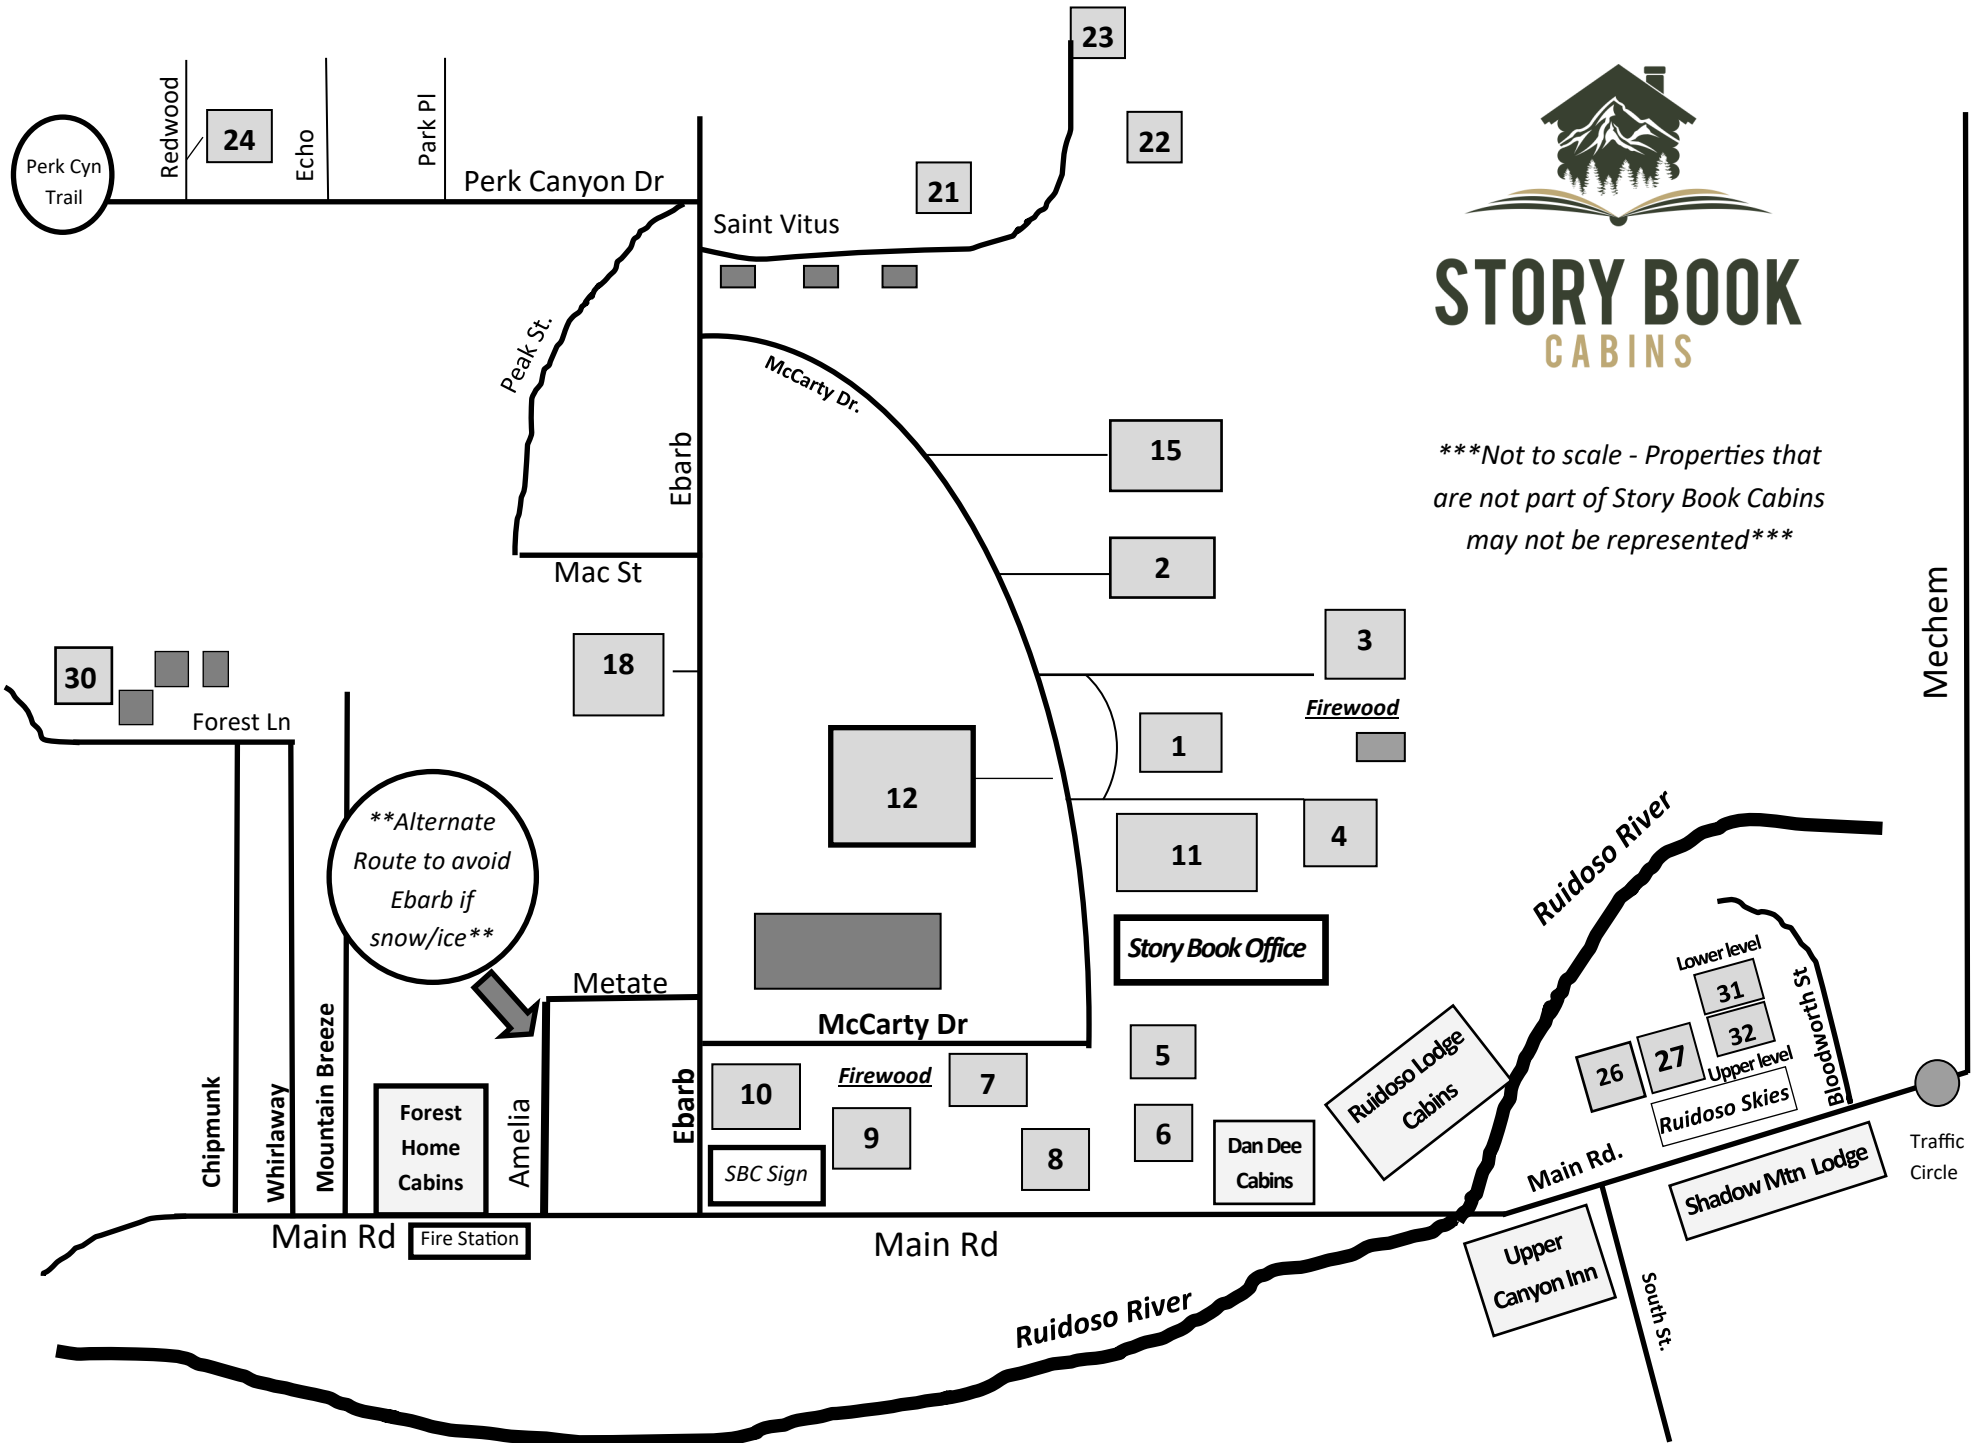 23
Redwood
24
Echo
Park Pl
22
Perk Cyn
Trail
Perk Canyon Dr
21
Saint Vitus
STORY BOOK
CABINS
Peak St.
McCarty Dr.
Ebarb
15
***Not to scale - Properties that
are not part of Story Book Cabins
may not be represented***
Mac St
2
Mechem
3
18
30
Firewood
Forest Ln
1
12
**Alternate
Route to avoid
Ebarb if
snow/ice**
4
11
Ruidoso River
Story Book Office
Lower level
31
32
Upper level
Bloodworth St
Metate
McCarty Dr
26
27
Ruidoso Skies
Ruidoso Lodge
Cabins
5
Firewood
7
10
Ebarb
9
8
6
SBC Sign
Dan Dee
Cabins
Chipmunk
Whirlaway
Mountain Breeze
Forest
Home
Cabins
Amelia
Traffic
Circle
Main Rd.
Shadow Mtn Lodge
Main Rd
Fire Station
Main Rd
Upper
Canyon Inn
South St.
Ruidoso River